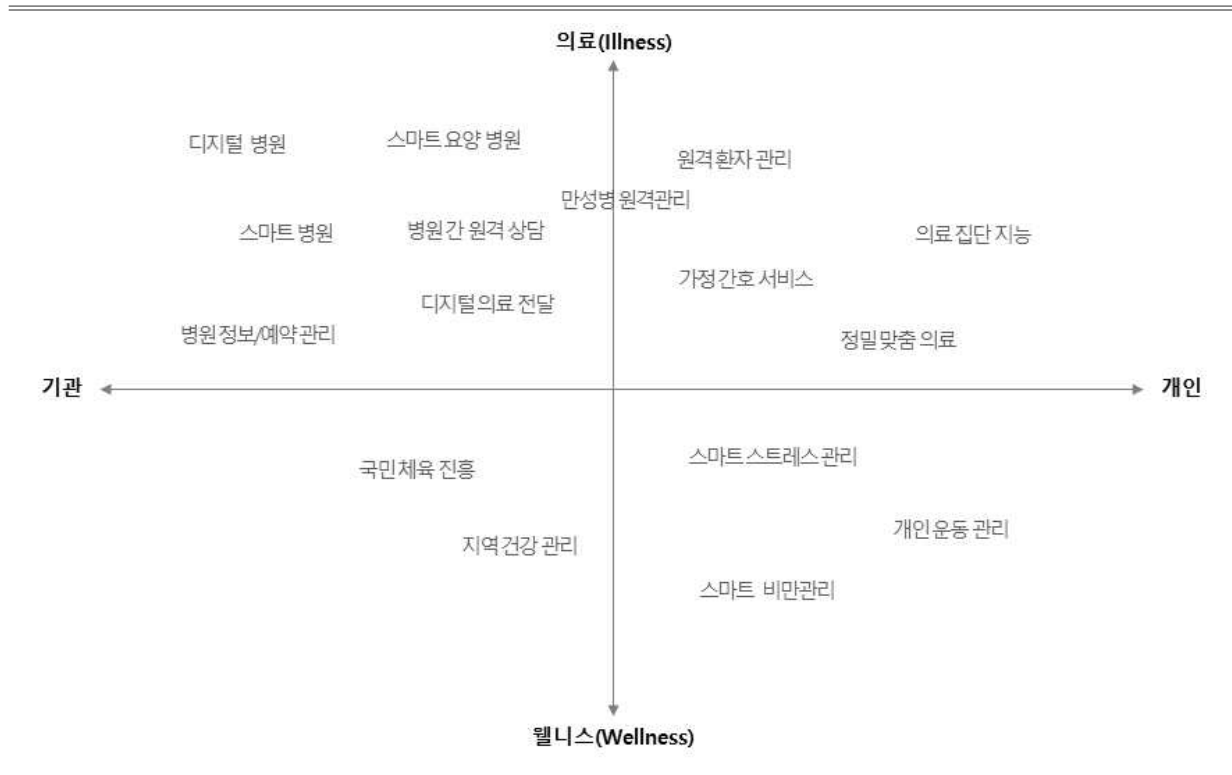 의료(Illness)
디지털 병원
스마트 요양 병원
원격 환자 관리
만성병 원격관리
스마트 병원
병원 간 원격 상담
의료 집단 지능
가정 간호 서비스
디지털 의료 전달
병원 정보/예약 관리
정밀 맞춤 의료
기관
개인
국민 체육 진흥
스마트 스트레스 관리
지역 건강 관리
개인 운동 관리
스마트 비만관리
웰니스(Wellness)